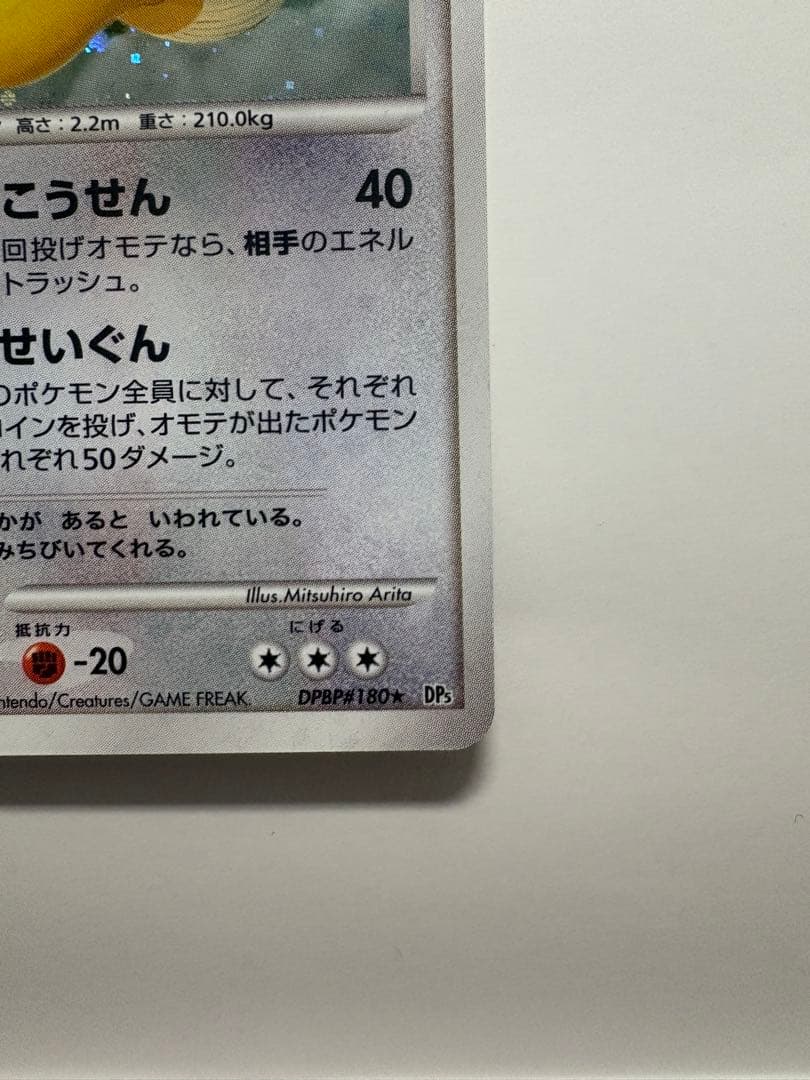 高さ：2.2m 重さ：210.0kg
こうせん 40
回投げオモテなら、相手のエネル
トラッシュ。
せいぐん
のポケモン全員に対して、それぞれ
コインを投げ、オモテが出たポケモン
れぞれ50ダメージ。
かが あると いわれている。
みちびいてくれる。
Illus.Mitsuhiro Arita
抵抗力 にげる
-20
ntendo/Creatures/GAME FREAK. DPBP#180★ DPs